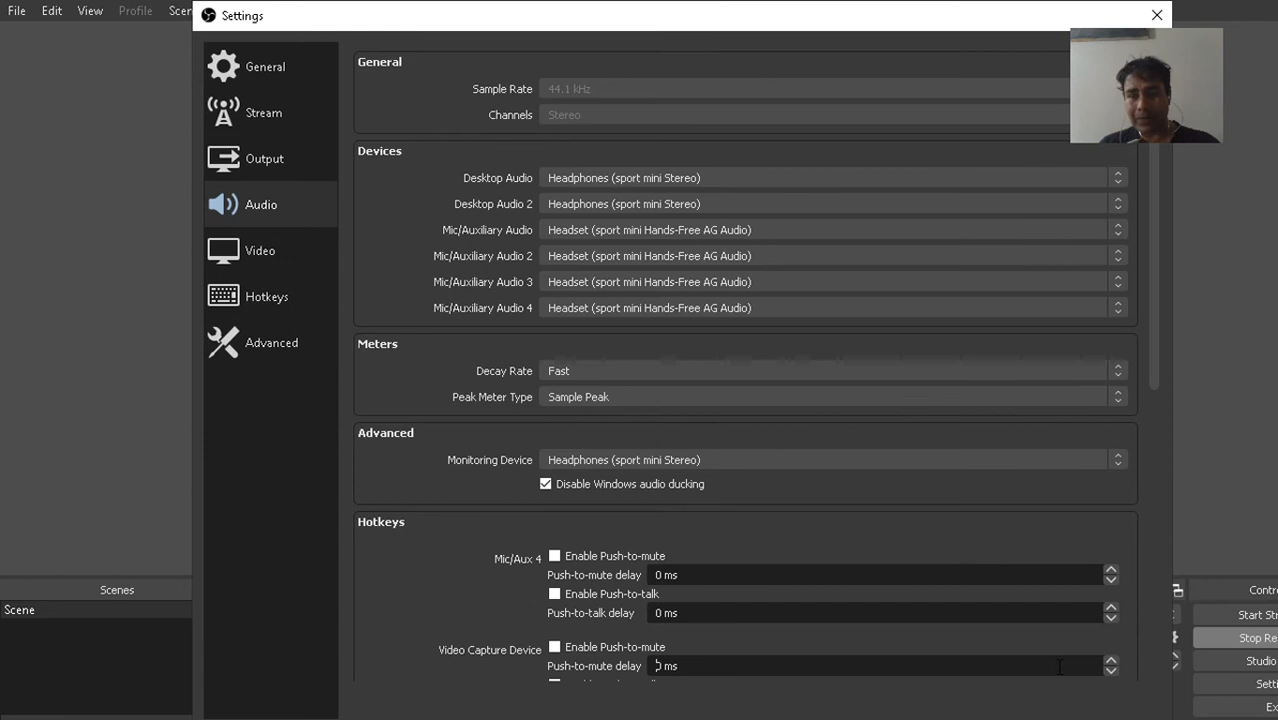 Settings
File Edit View Profile
General
Stream
Output
Audio
Video
Hotkeys
Advanced
General
Sample Rate 44.1 kHz
Channels Stereo
Devices
Desktop Audio Headphones (sport mini Stereo)
Desktop Audio 2 Headphones (sport mini Stereo)
Mic/Auxiliary Audio Headset (sport mini Hands-Free AG Audio)
Mic/Auxiliary Audio 2 Headset (sport mini Hands-Free AG Audio)
Mic/Auxiliary Audio 3 Headset (sport mini Hands-Free AG Audio)
Mic/Auxiliary Audio 4 Headset (sport mini Hands-Free AG Audio)
Meters
Decay Rate Fast
Peak Meter Type Sample Peak
Advanced
Monitoring Device Headphones (sport mini Stereo)
Disable Windows audio ducking
Hotkeys
Mic/Aux 4 Enable Push-to-mute
Push-to-mute delay 0 ms
Enable Push-to-talk
Push-to-talk delay 0 ms
Video Capture Device Enable Push-to-mute
Push-to-mute delay ms
Scenes
Scene
Start
Stop
Studio